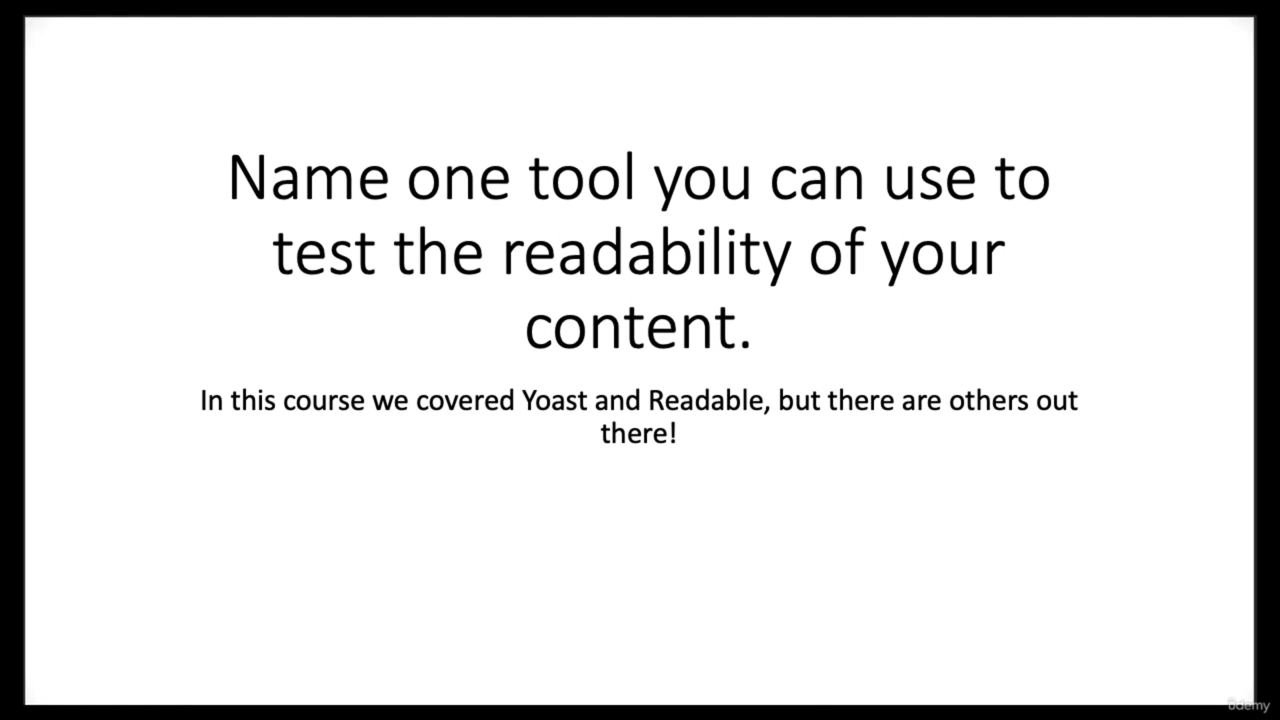 Name one tool you can use to
test the readability of your
content.
In this course we covered Yoast and Readable, but there are others out
there!
ûdemy